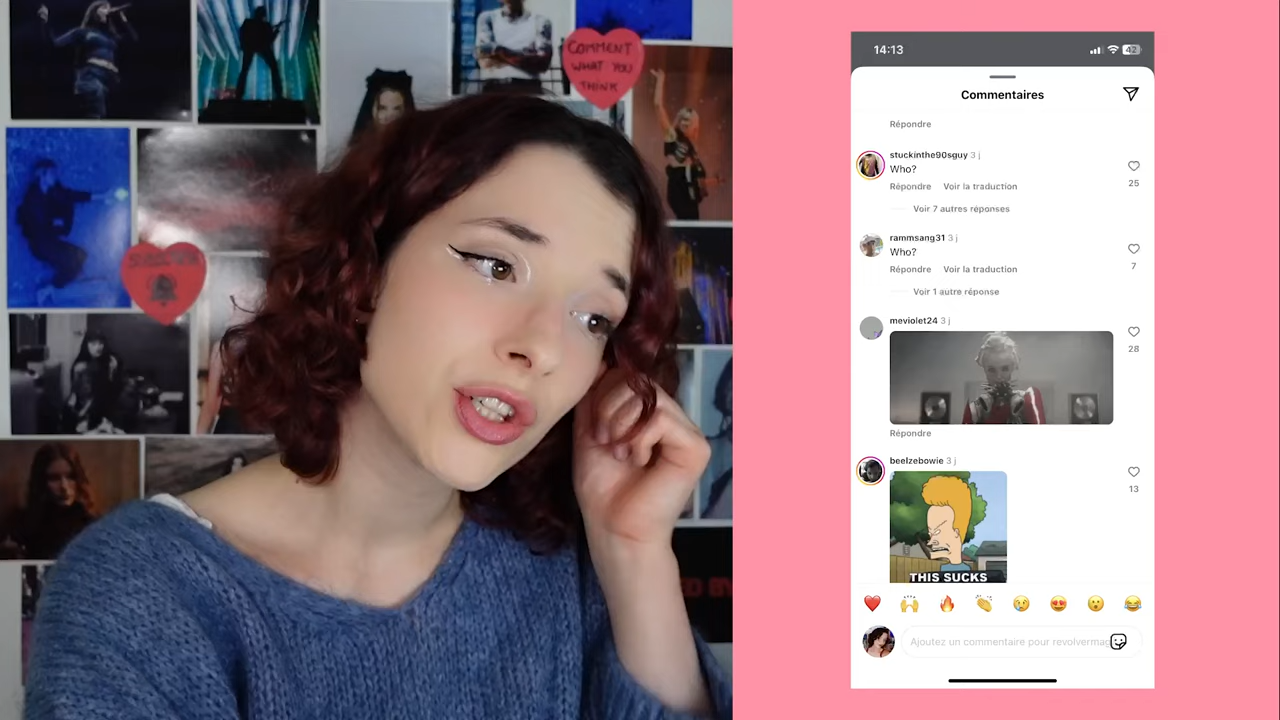 COMMENT
WHAT YOU
THINK
14:13
42
Commentaires
Répondre
stuckinthe90sguy 3 j
Who?
25
Répondre Voir la traduction
Voir 7 autres réponses
rammsang31 3 j
Who?
7
Répondre Voir la traduction
Voir 1 autre réponse
meviolet24 3 j
28
Répondre
beelzebowie 3 j
13
THIS SUCKS
Ajoutez un commentaire pour revolvermag